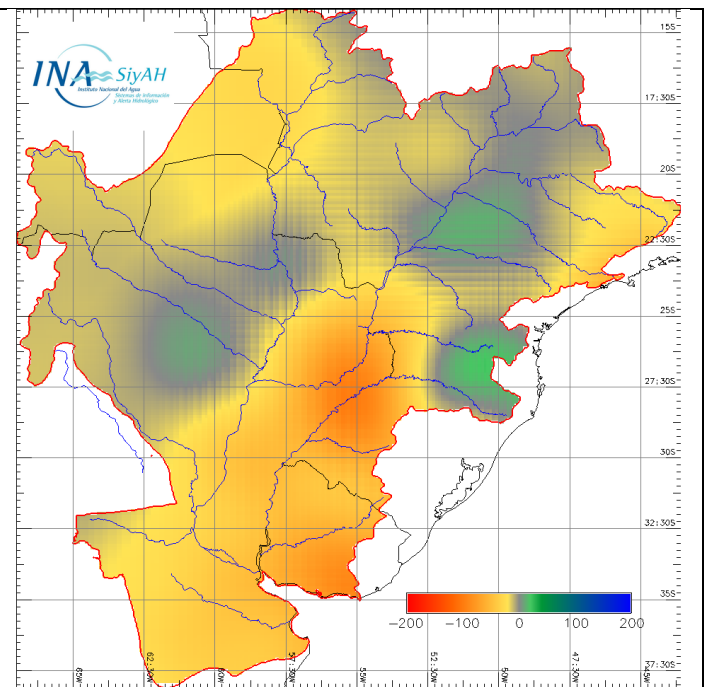 INA SiyAH
Instituto Nacional del Agua
Sistemas de Información
y Alerta Hidrológico
15S
17:30S
20S
22:30S
25S
27:30S
30S
32:30S
35S
37:30S
65W
62:30W
60W
57:30W
55W
52:30W
50W
47:30W
45W
-200 -100 0 100 200